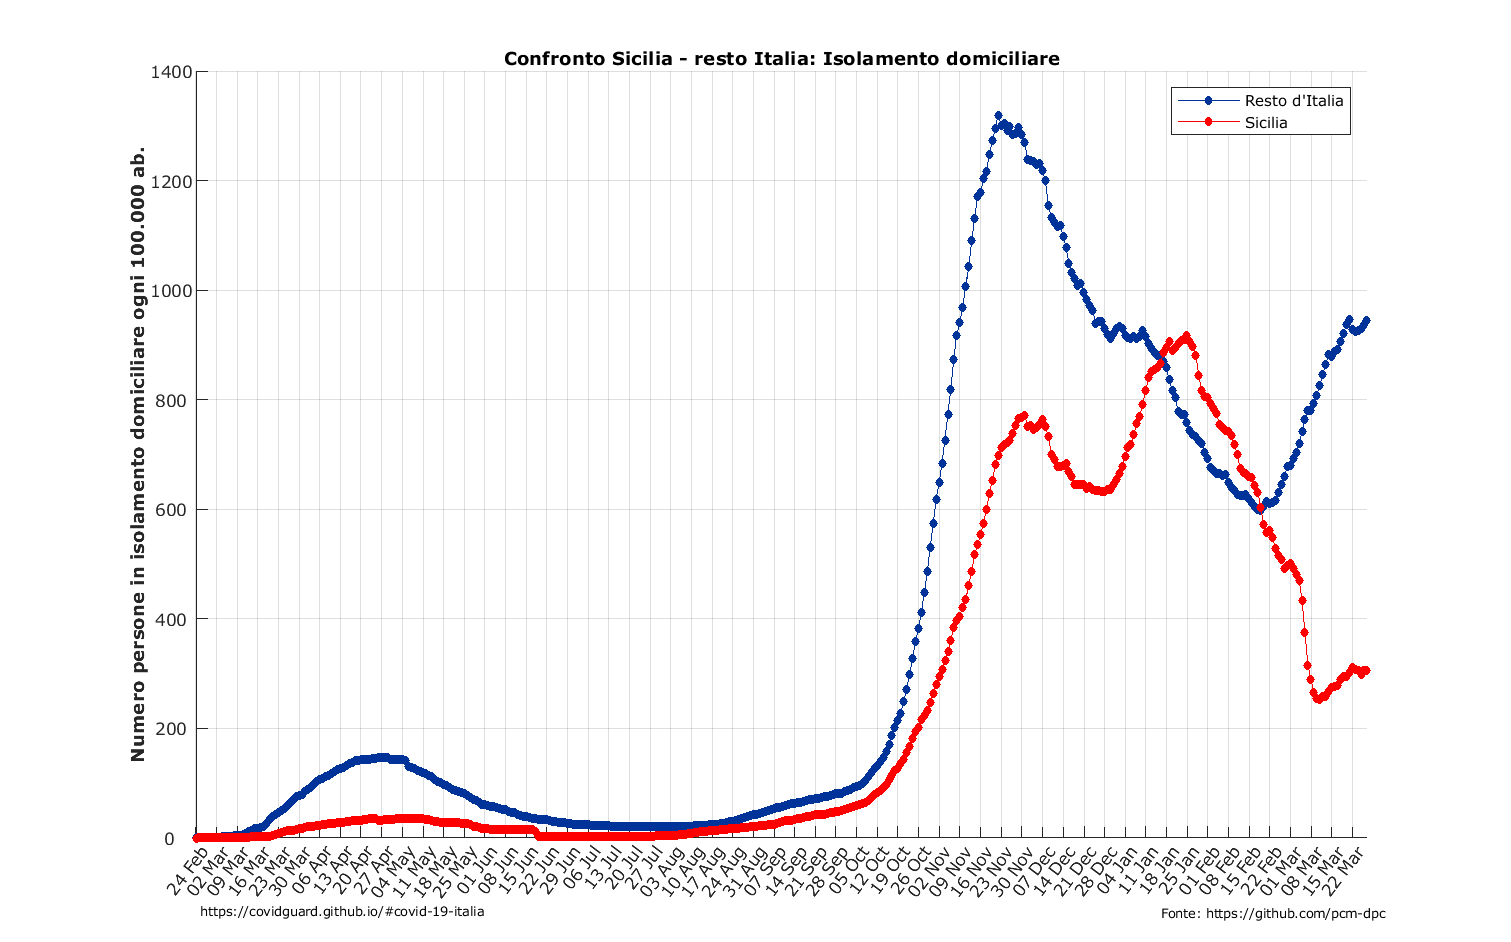 Confronto Sicilia - resto Italia: Isolamento domiciliare
Numero persone in isolamento domiciliare ogni 100.000 ab.
1400
1200
1000
800
600
400
200
0
Resto d'Italia
Sicilia
24 Feb
02 Mar
09 Mar
16 Mar
23 Mar
30 Mar
06 Apr
13 Apr
20 Apr
27 Apr
04 May
11 May
18 May
25 May
01 Jun
08 Jun
15 Jun
22 Jun
29 Jun
06 Jul
13 Jul
20 Jul
27 Jul
03 Aug
10 Aug
17 Aug
24 Aug
31 Aug
07 Sep
14 Sep
21 Sep
28 Sep
05 Oct
12 Oct
19 Oct
26 Oct
02 Nov
09 Nov
16 Nov
23 Nov
30 Nov
07 Dec
14 Dec
21 Dec
28 Dec
04 Jan
11 Jan
18 Jan
25 Jan
01 Feb
08 Feb
15 Feb
22 Feb
01 Mar
08 Mar
15 Mar
22 Mar
https://covidguard.github.io/#covid-19-italia
Fonte: https://github.com/pcm-dpc